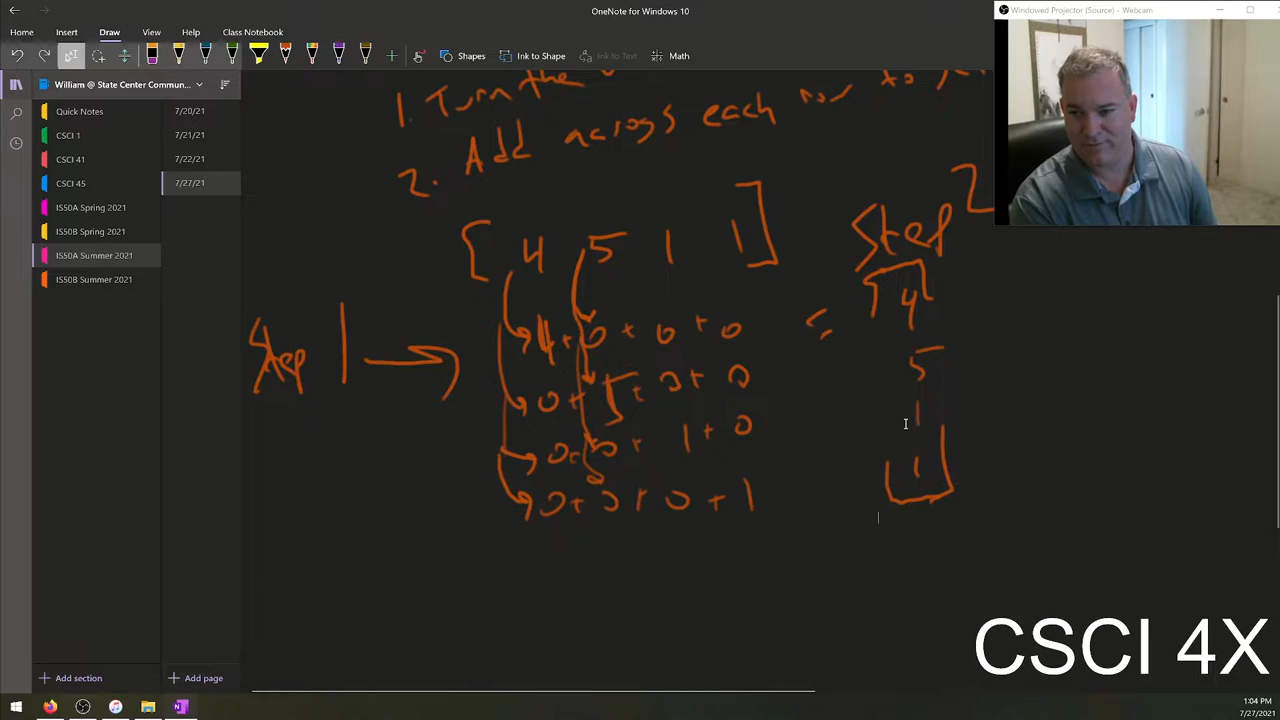 OneNote for Windows 10
Windowed Projector (Source) - Webcam
Home Insert Draw View Help Class Notebook
Shapes Ink to Shape Ink to Text Math
William @ State Center Commun...
Quick Notes
CSCI 1
CSCI 41
CSCI 45
IS50A Spring 2021
IS50B Spring 2021
IS50A Summer 2021
IS50B Summer 2021
7/20/21
7/21/21
7/22/21
7/27/21
1. Turn the
2. Add across each row to
[ 4 5 1 1 ]
Step 2
Step 1
4 + 0 + 0 + 0 = 4
0 + 5 + 0 + 0 5
0 + 0 + 1 + 0 1
0 + 0 + 0 + 1 1
CSCI 4X
Add section
Add page
1:04 PM
7/27/2021